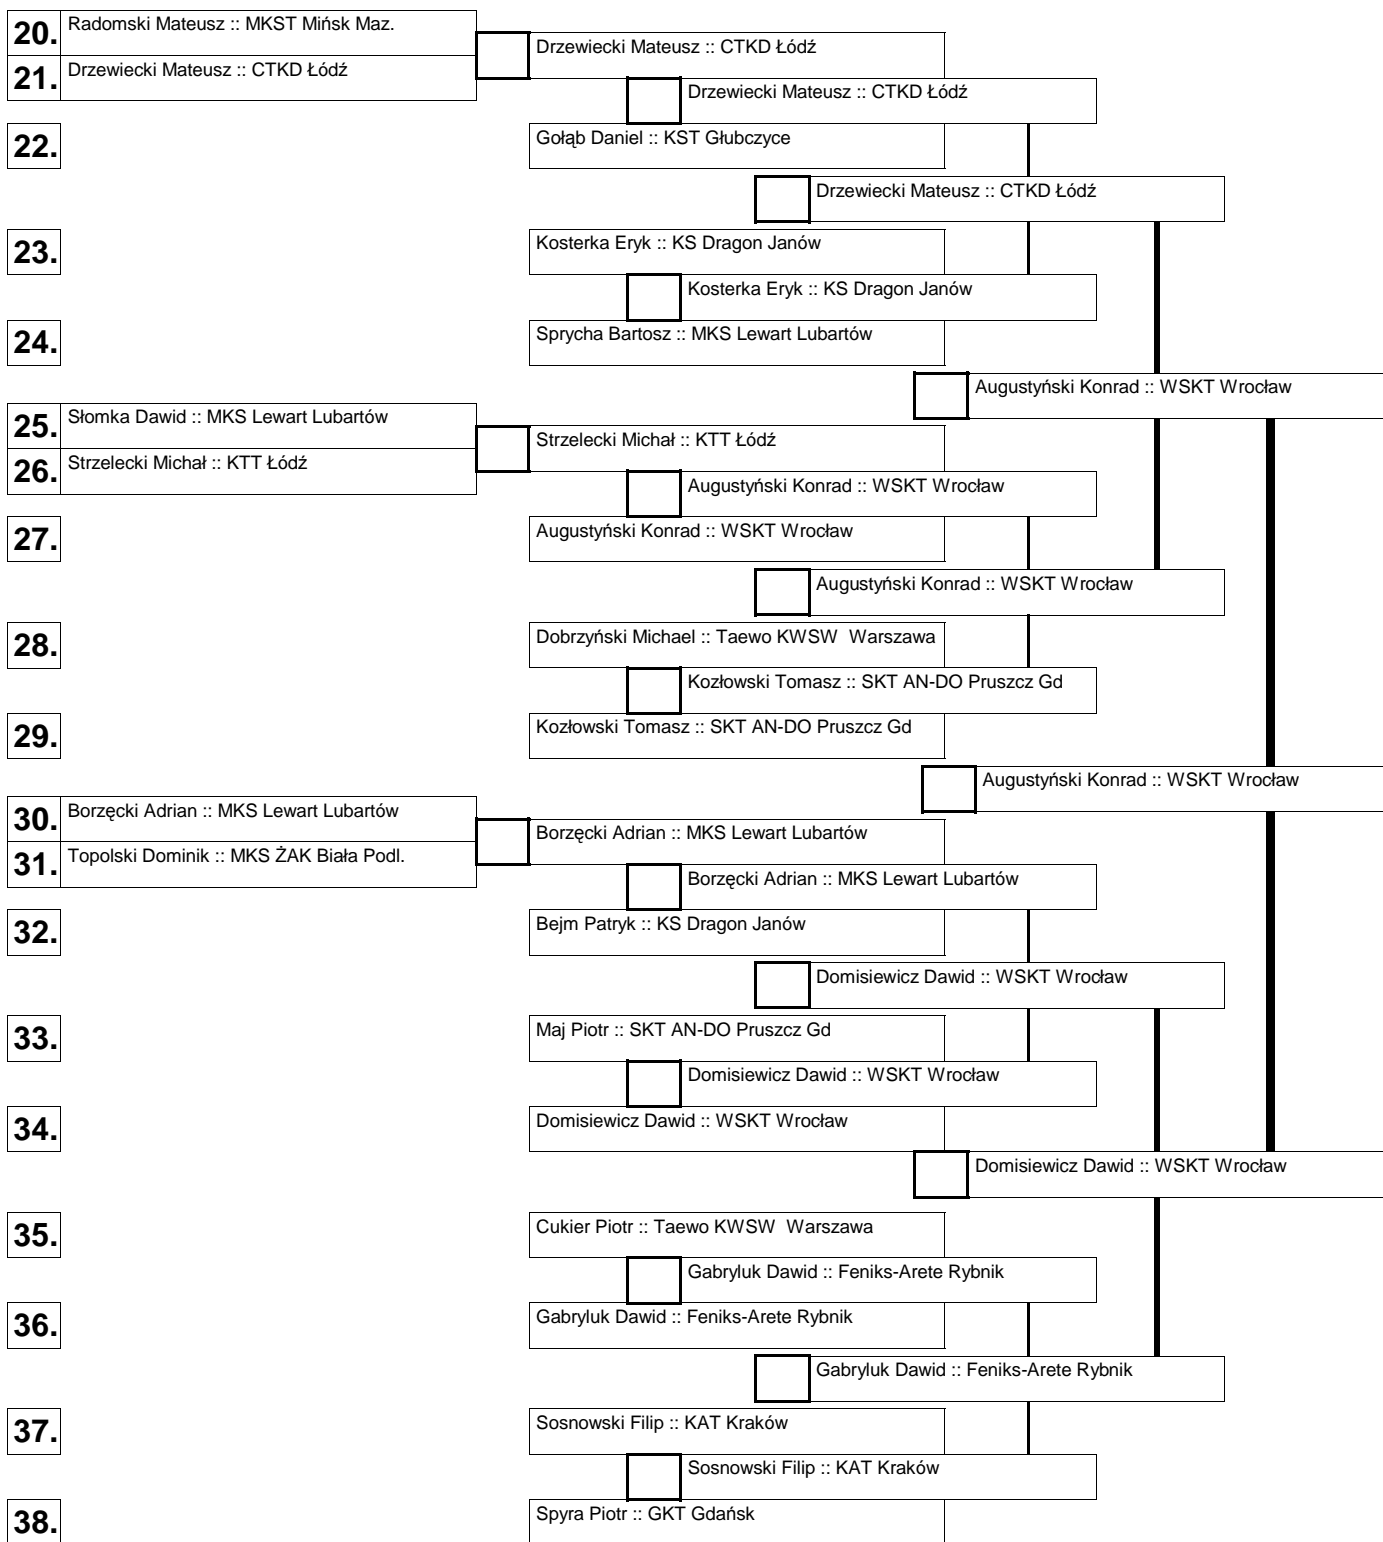 20. Radomski Mateusz :: MKST Mińsk Maz.
Drzewiecki Mateusz :: CTKD Łódź
21. Drzewiecki Mateusz :: CTKD Łódź
Drzewiecki Mateusz :: CTKD Łódź
22. Gołąb Daniel :: KST Głubczyce
Drzewiecki Mateusz :: CTKD Łódź
23. Kosterka Eryk :: KS Dragon Janów
Kosterka Eryk :: KS Dragon Janów
24. Sprycha Bartosz :: MKS Lewart Lubartów
Augustyński Konrad :: WSKT Wrocław
25. Słomka Dawid :: MKS Lewart Lubartów
Strzelecki Michał :: KTT Łódź
26. Strzelecki Michał :: KTT Łódź
Augustyński Konrad :: WSKT Wrocław
27. Augustyński Konrad :: WSKT Wrocław
Augustyński Konrad :: WSKT Wrocław
28. Dobrzyński Michael :: Taewo KWSW Warszawa
Kozłowski Tomasz :: SKT AN-DO Pruszcz Gd
29. Kozłowski Tomasz :: SKT AN-DO Pruszcz Gd
Augustyński Konrad :: WSKT Wrocław
30. Borzęcki Adrian :: MKS Lewart Lubartów
Borzęcki Adrian :: MKS Lewart Lubartów
31. Topolski Dominik :: MKS ŻAK Biała Podl.
Borzęcki Adrian :: MKS Lewart Lubartów
32. Bejm Patryk :: KS Dragon Janów
Domisiewicz Dawid :: WSKT Wrocław
33. Maj Piotr :: SKT AN-DO Pruszcz Gd
Domisiewicz Dawid :: WSKT Wrocław
34. Domisiewicz Dawid :: WSKT Wrocław
Domisiewicz Dawid :: WSKT Wrocław
35. Cukier Piotr :: Taewo KWSW Warszawa
Gabryluk Dawid :: Feniks-Arete Rybnik
36. Gabryluk Dawid :: Feniks-Arete Rybnik
Gabryluk Dawid :: Feniks-Arete Rybnik
37. Sosnowski Filip :: KAT Kraków
Sosnowski Filip :: KAT Kraków
38. Spyra Piotr :: GKT Gdańsk